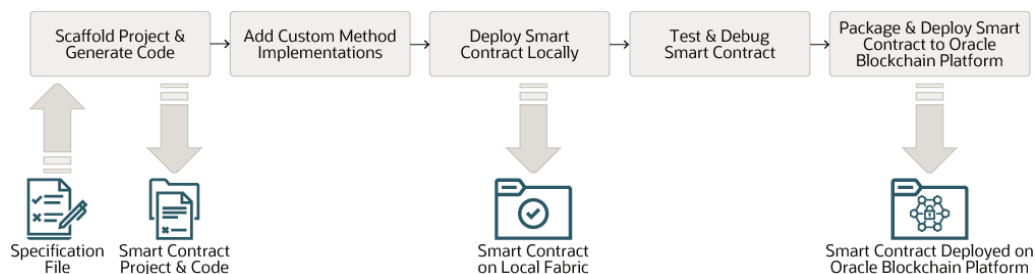 Scaffold Project &
Generate Code
Add Custom Method
Implementations
Deploy Smart
Contract Locally
Test & Debug
Smart Contract
Package & Deploy Smart
Contract to Oracle
Blockchain Platform
Specification
File
Smart Contract
Project & Code
Smart Contract
on Local Fabric
Smart Contract Deployed on
Oracle Blockchain Platform